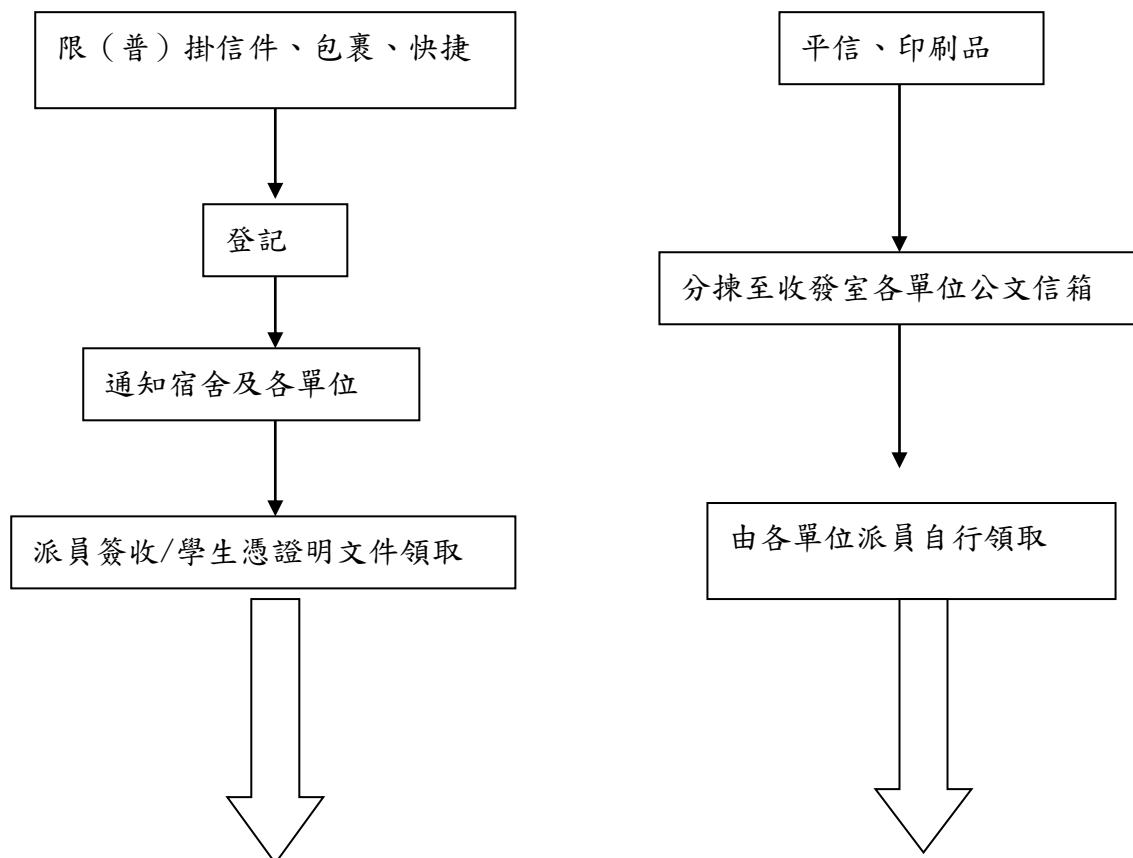 限（普）掛信件、包裹、快捷
登記
通知宿舍及各單位
派員簽收/學生憑證明文件領取
平信、印刷品
分揀至收發室各單位公文信箱
由各單位派員自行領取